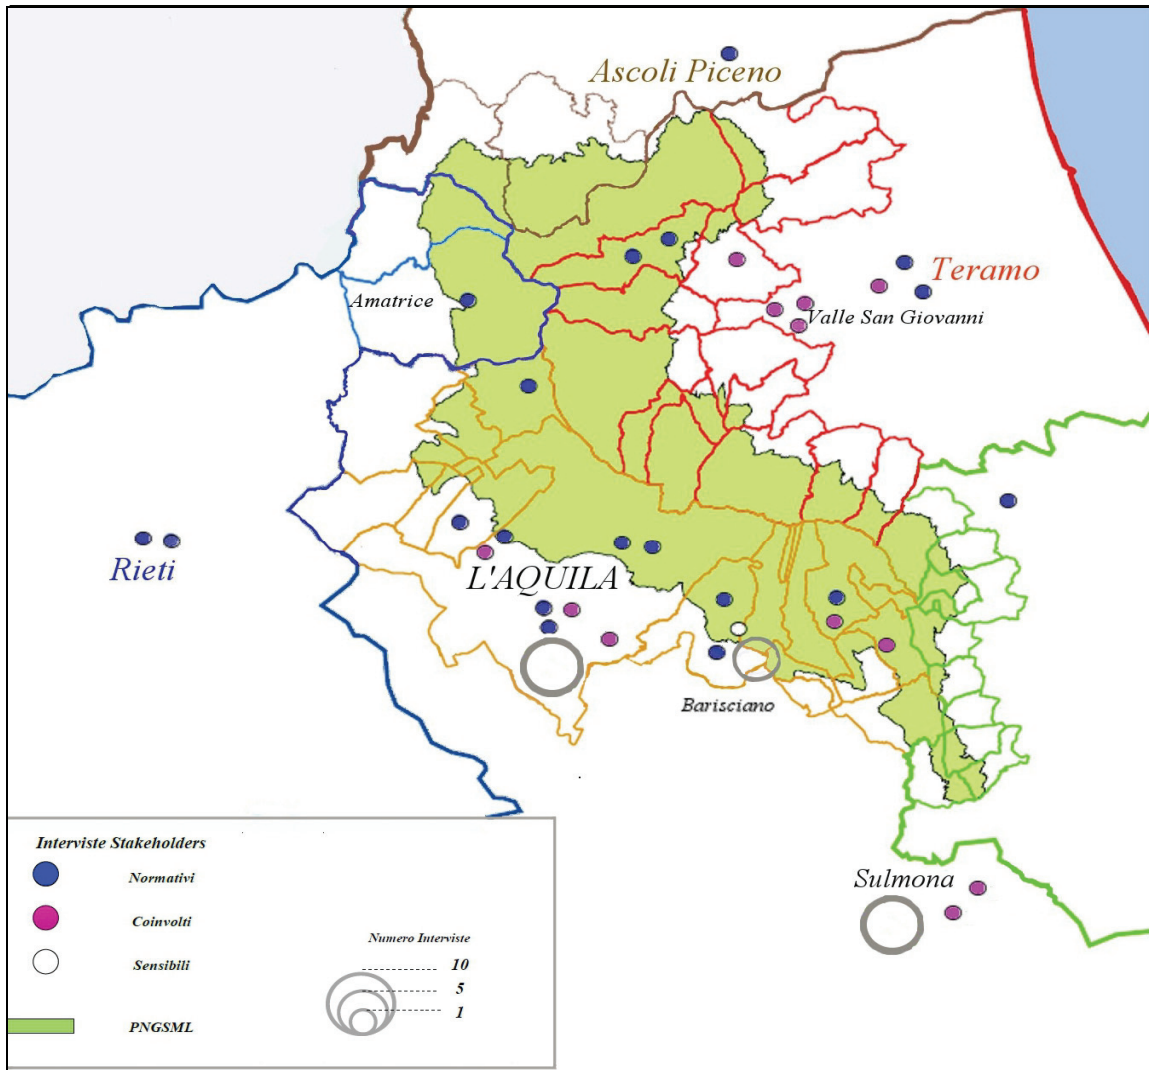 Ascoli Piceno
Teramo
Amatrice
Valle San Giovanni
Rieti
L'AQUILA
Barisciano
Sulmona
Interviste Stakeholders
Normativi
Coinvolti
Sensibili
PNGSML
Numero Interviste
10
5
1